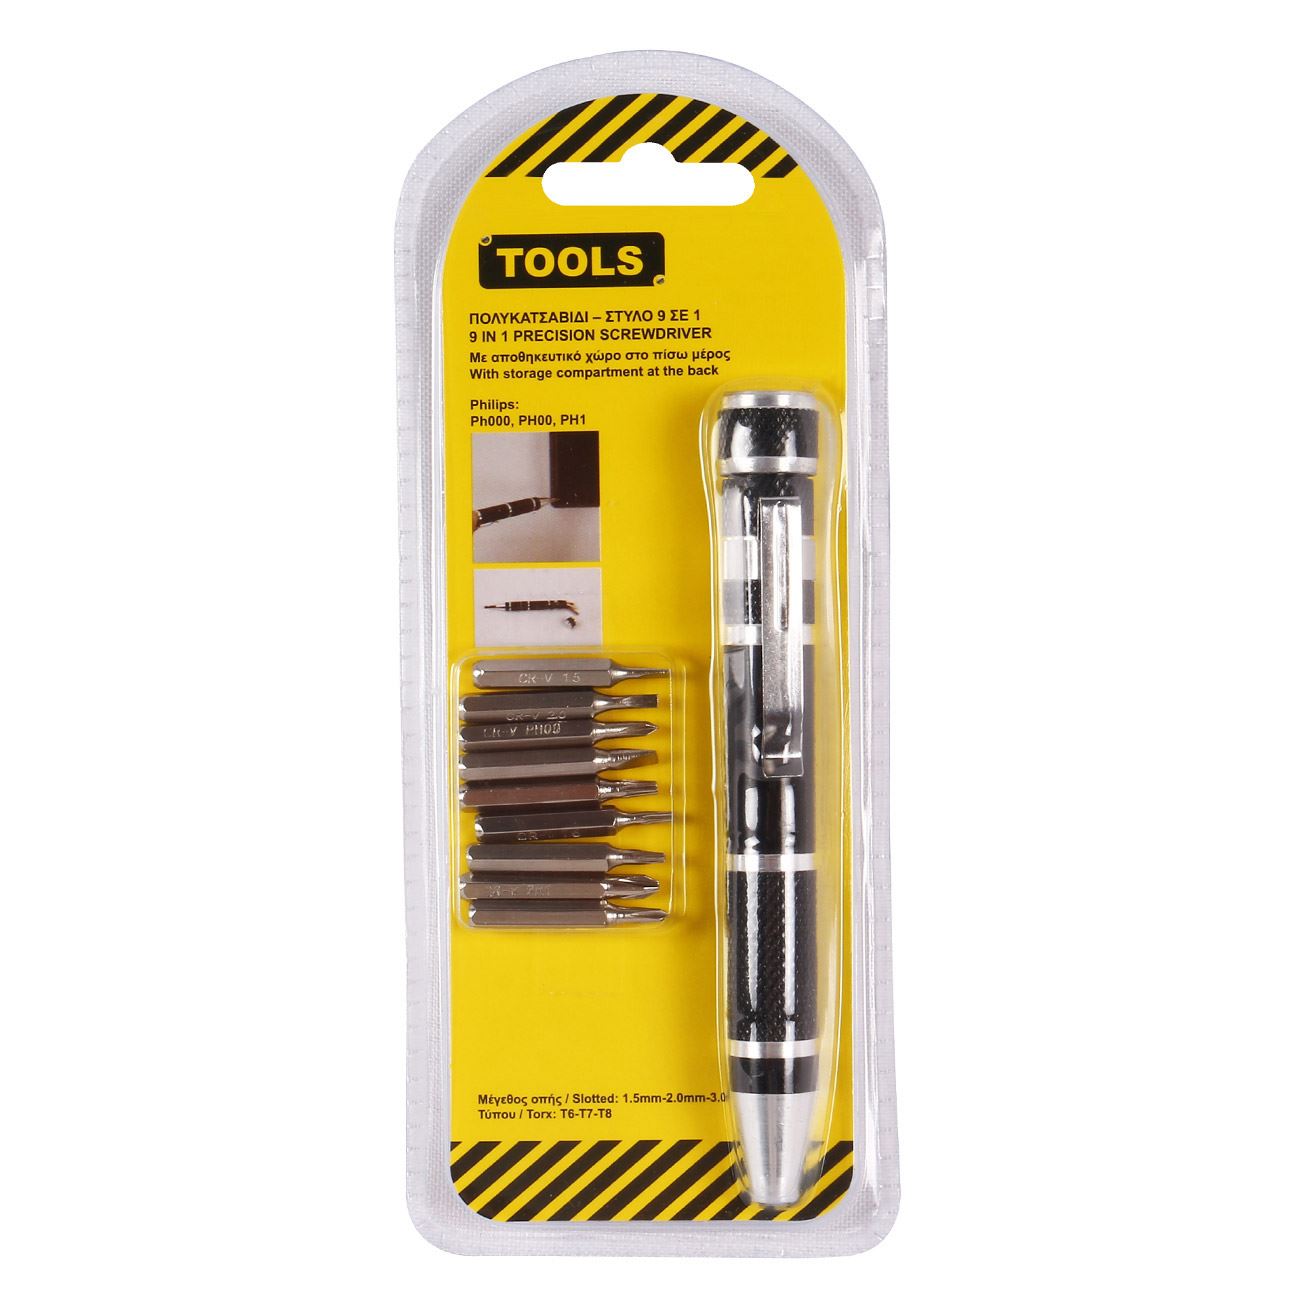 TOOLS
ΠΟΛΥΚΑΤΣΑΒΙΔΙ – ΣΤΥΛΟ 9 ΣΕ 1
9 IN 1 PRECISION SCREWDRIVER
Με αποθηκευτικό χώρο στο πίσω μέρος
With storage compartment at the back
Philips:
Ph000, PH00, PH1
CR-V 1.5
CR-V 2.0
CR-V PH00
CR-V
CR-V PH1
Μέγεθος οπής / Slotted: 1.5mm-2.0mm-3.0
Τύπου / Torx: T6-T7-T8